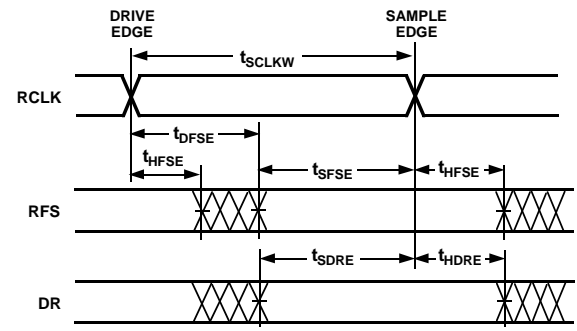 DRIVE
EDGE
SAMPLE
EDGE
tSCLKW
RCLK
tDFSE
tHFSE
tSFSE
tHFSE
RFS
tSDRE
tHDRE
DR